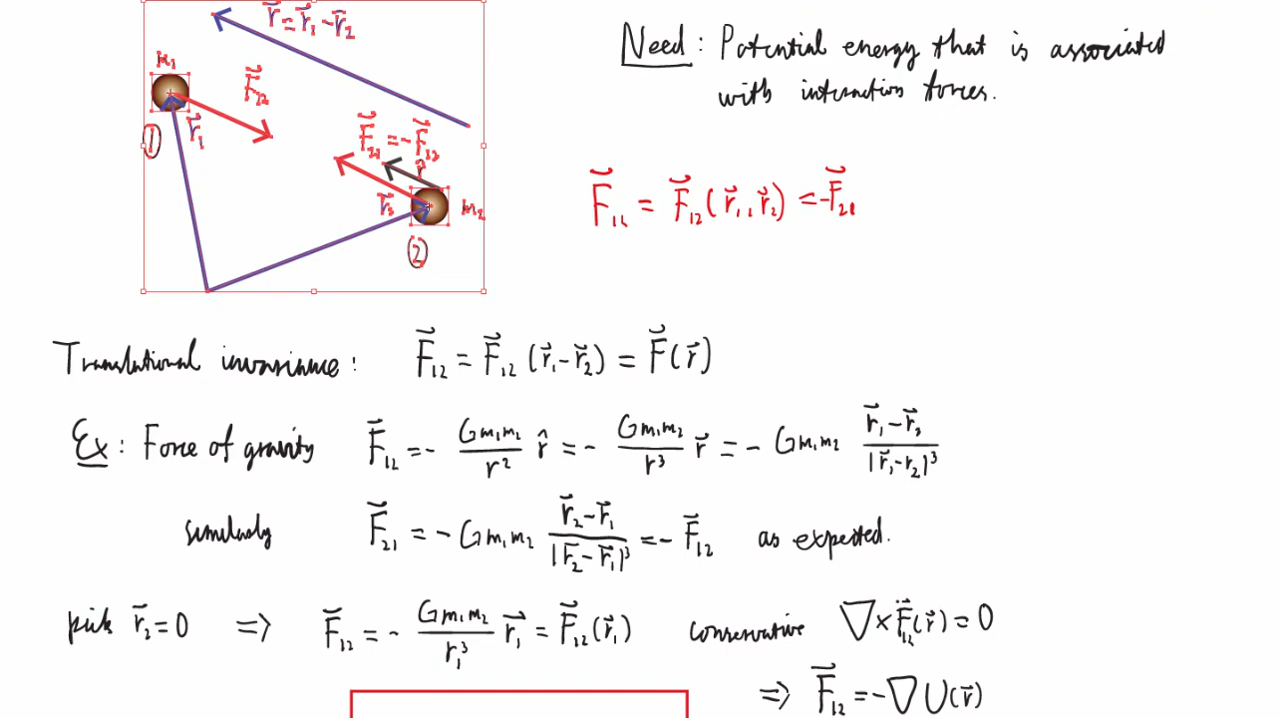 r⃗ = r⃗₁ - r⃗₂
m₁
F⃗₁₂
①
r⃗₁
F⃗₂₁ = -F⃗₁₂
r⃗₂
m₂
②
Need : Potential energy that is associated
with interaction forces.
F⃗₁₂ = F⃗₁₂ (r⃗₁, r⃗₂) = -F⃗₂₁
Translational invariance : F⃗₁₂ = F⃗₁₂ (r⃗₁ - r⃗₂) = F⃗(r⃗)
Ex : Force of gravity F⃗₁₂ = - Gm₁m₂/r² r̂ = - Gm₁m₂/r³ r⃗ = - Gm₁m₂ (r⃗₁ - r⃗₂)/|r⃗₁ - r₂|³
similarly F⃗₂₁ = - Gm₁m₂ (r⃗₂ - r⃗₁)/|r⃗₂ - r⃗₁|³ = - F⃗₁₂ as expected.
pick r⃗₂ = 0 ⇒ F⃗₁₂ = - Gm₁m₂/r₁³ r⃗₁ = F⃗₁₂(r⃗₁) conservative ∇ × F⃗₁₂(r⃗) = 0
⇒ F⃗₁₂ = -∇U(r⃗)